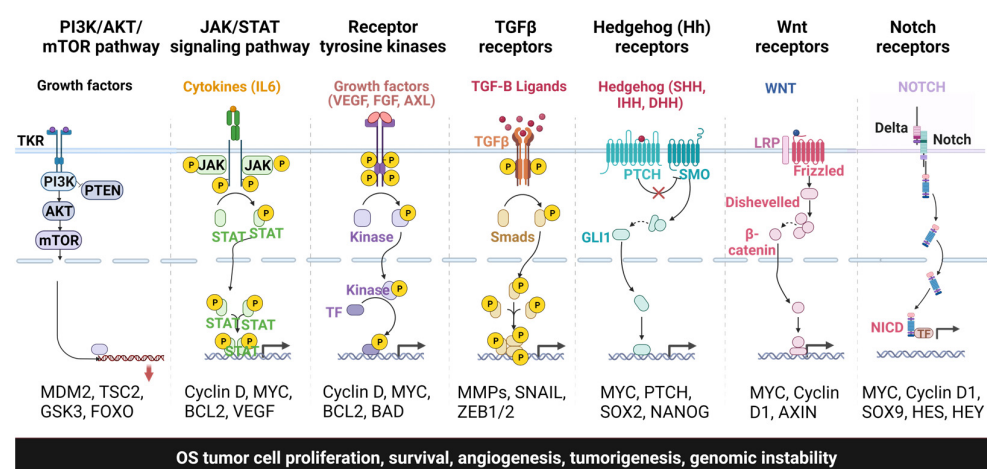 PI3K/AKT/
mTOR pathway
JAK/STAT
signaling pathway
Receptor
tyrosine kinases
TGFβ
receptors
Hedgehog (Hh)
receptors
Wnt
receptors
Notch
receptors
Growth factors
Cytokines (IL6)
Growth factors
(VEGF, FGF, AXL)
TGF-B Ligands
Hedgehog (SHH,
IHH, DHH)
WNT
NOTCH
TKR
PI3K
PTEN
AKT
mTOR
MDM2, TSC2,
GSK3, FOXO
P
JAK
JAK
P
P
P
P
STAT
STAT
P
P
STAT
STAT
P
P
STAT
Cyclin D, MYC,
BCL2, VEGF
P
P
P
P
P
Kinase
Kinase
P
TF
P
Cyclin D, MYC,
BCL2, BAD
TGFβ
P
P
P
P
P
Smads
P
P
P
P
P
P
MMPs, SNAIL,
ZEB1/2
PTCH
SMO
GLI1
MYC, PTCH,
SOX2, NANOG
LRP
Frizzled
Dishevelled
β-
catenin
MYC, Cyclin
D1, AXIN
Delta
Notch
NICD
TF
MYC, Cyclin D1,
SOX9, HES, HEY
OS tumor cell proliferation, survival, angiogenesis, tumorigenesis, genomic instability